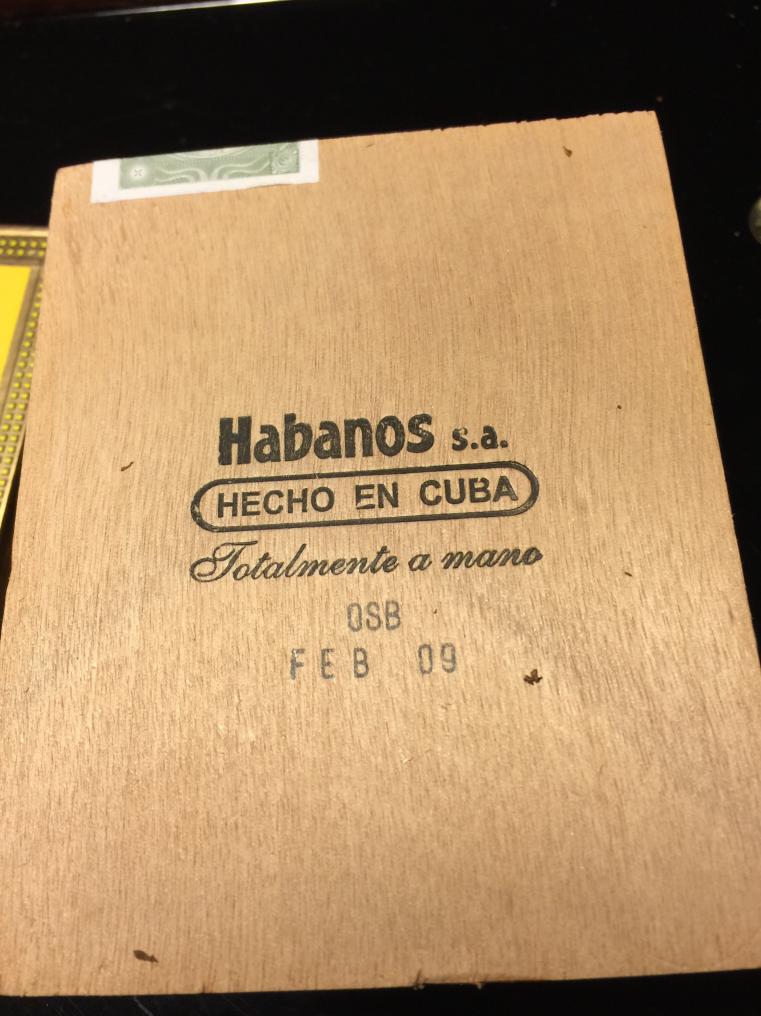 Habanos s.a.
HECHO EN CUBA
Totalmente a mano
OSB
FEB 09